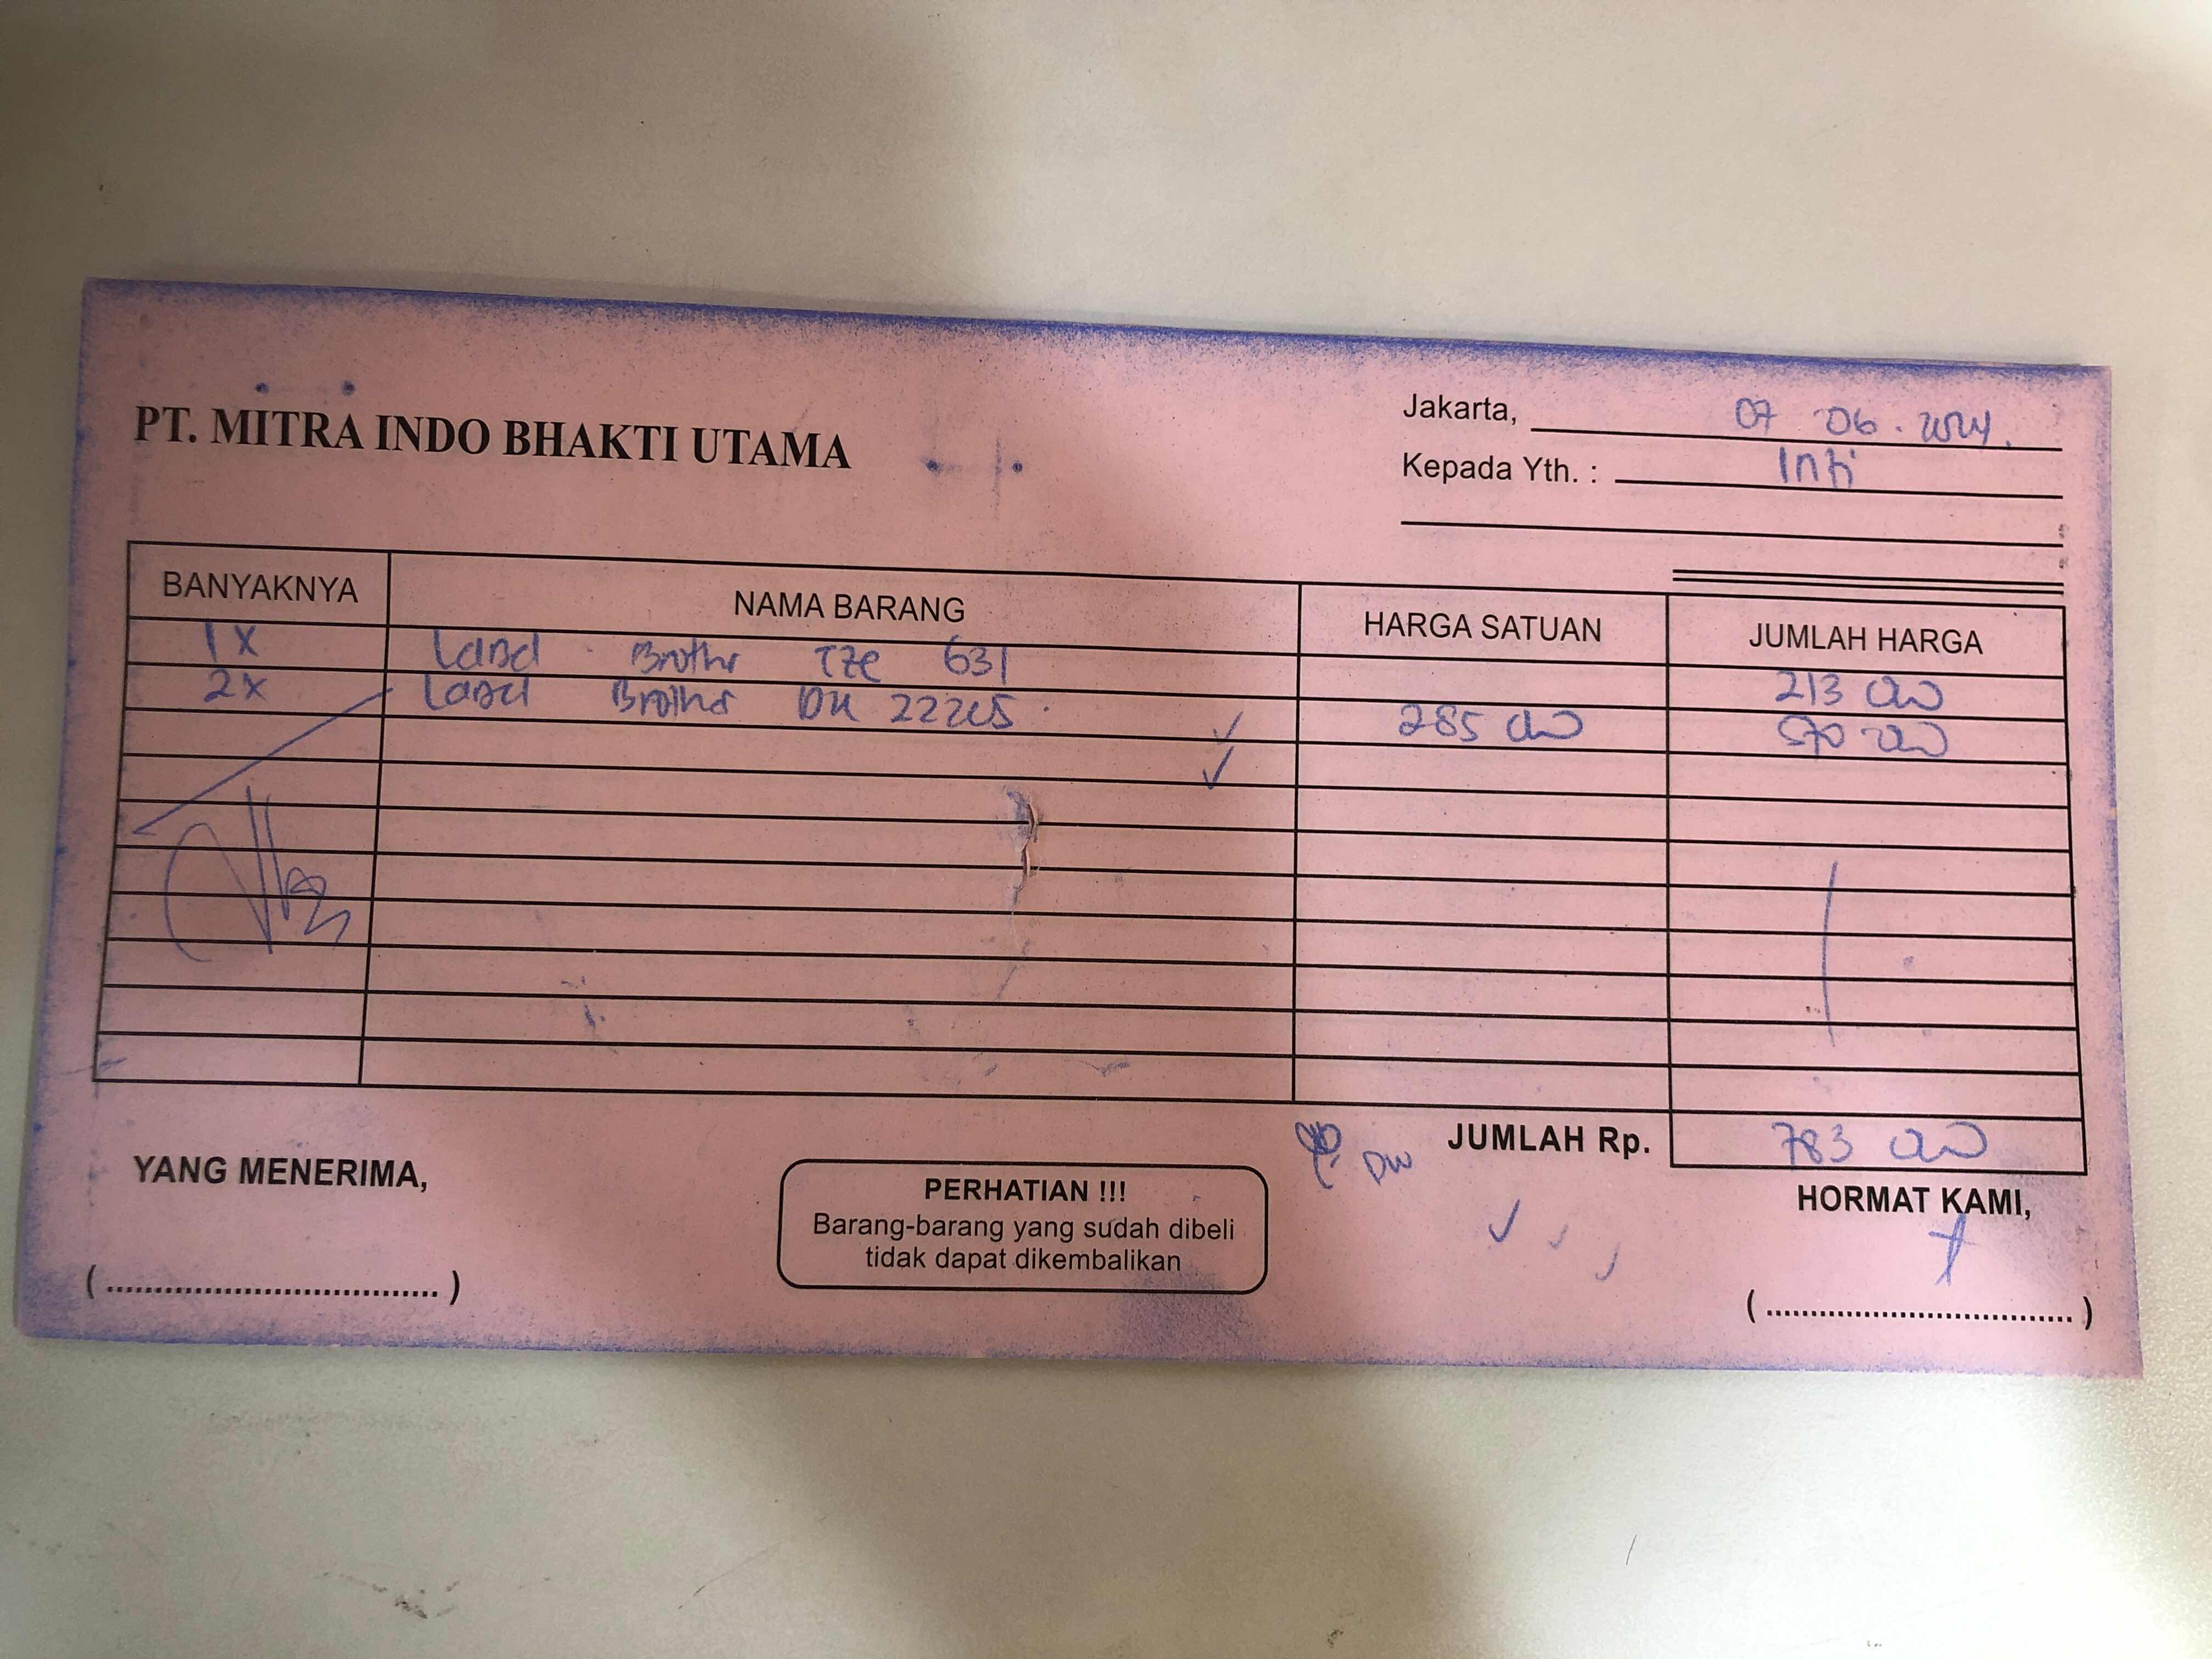 PT. MITRA INDO BHAKTI UTAMA
Jakarta, 07 06. 2024.
Kepada Yth. : Inti
BANYAKNYA NAMA BARANG HARGA SATUAN JUMLAH HARGA
1x Label Brother TZe 631 213 000
2x Label Brother DK 22205 285 000 570 000
JUMLAH Rp. 783 000
YANG MENERIMA,
PERHATIAN !!!
Barang-barang yang sudah dibeli
tidak dapat dikembalikan
HORMAT KAMI,
(....................................)
(....................................)